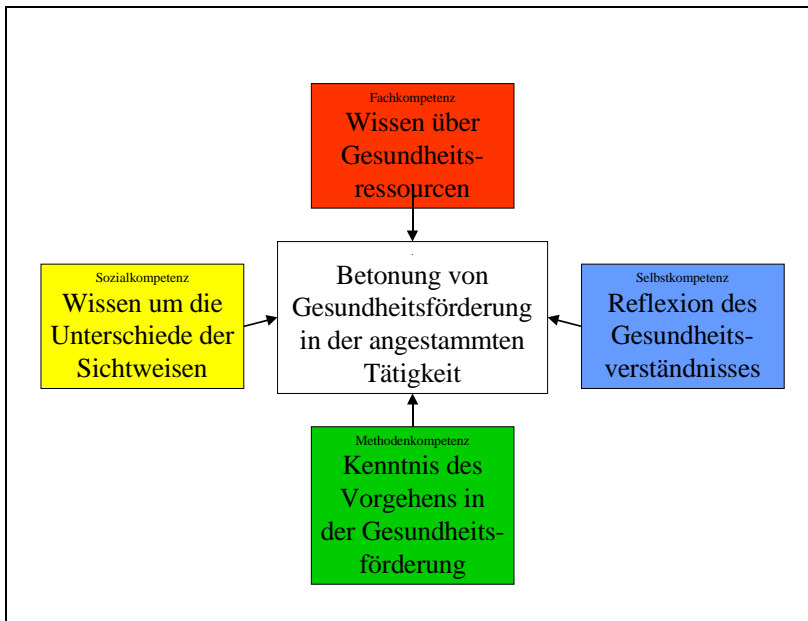 Fachkompetenz
Wissen über
Gesundheits-
ressourcen
Sozialkompetenz
Wissen um die
Unterschiede der
Sichtweisen
.
Betonung von
Gesundheitsförderung
in der angestammten
Tätigkeit
Selbstkompetenz
Reflexion des
Gesundheits-
verständnisses
Methodenkompetenz
Kenntnis des
Vorgehens in
der Gesundheits-
förderung